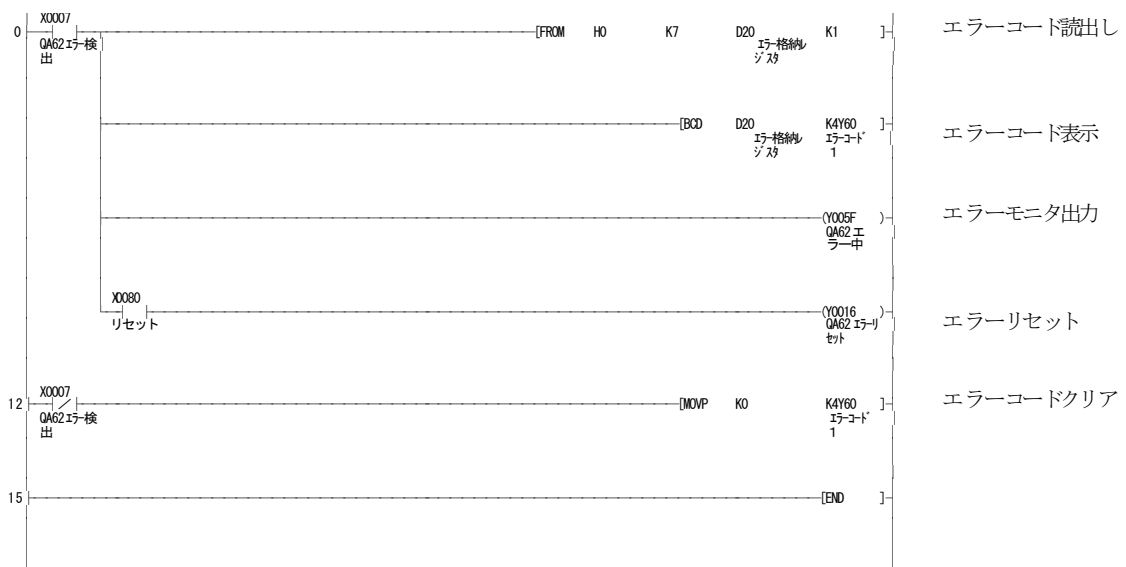 X0007
0 [FROM H0 K7 D20 K1 ] エラーコード読出し
QA62ｴﾗｰ検
出
ｴﾗｰ格納ﾚ
ｼﾞｽﾀ
[BCD D20 K4Y60 ] エラーコード表示
ｴﾗｰ格納ﾚ
ｼﾞｽﾀ
ｴﾗｰｺｰﾄﾞ
1
(Y005F ) エラーモニタ出力
QA62エ
ラー中
X0080
(Y0016 ) エラーリセット
リセット
QA62ｴﾗｰﾘ
ｾｯﾄ
X0007
12 [MOVP K0 K4Y60 ] エラーコードクリア
QA62ｴﾗｰ検
出
ｴﾗｰｺｰﾄﾞ
1
15 [END ]